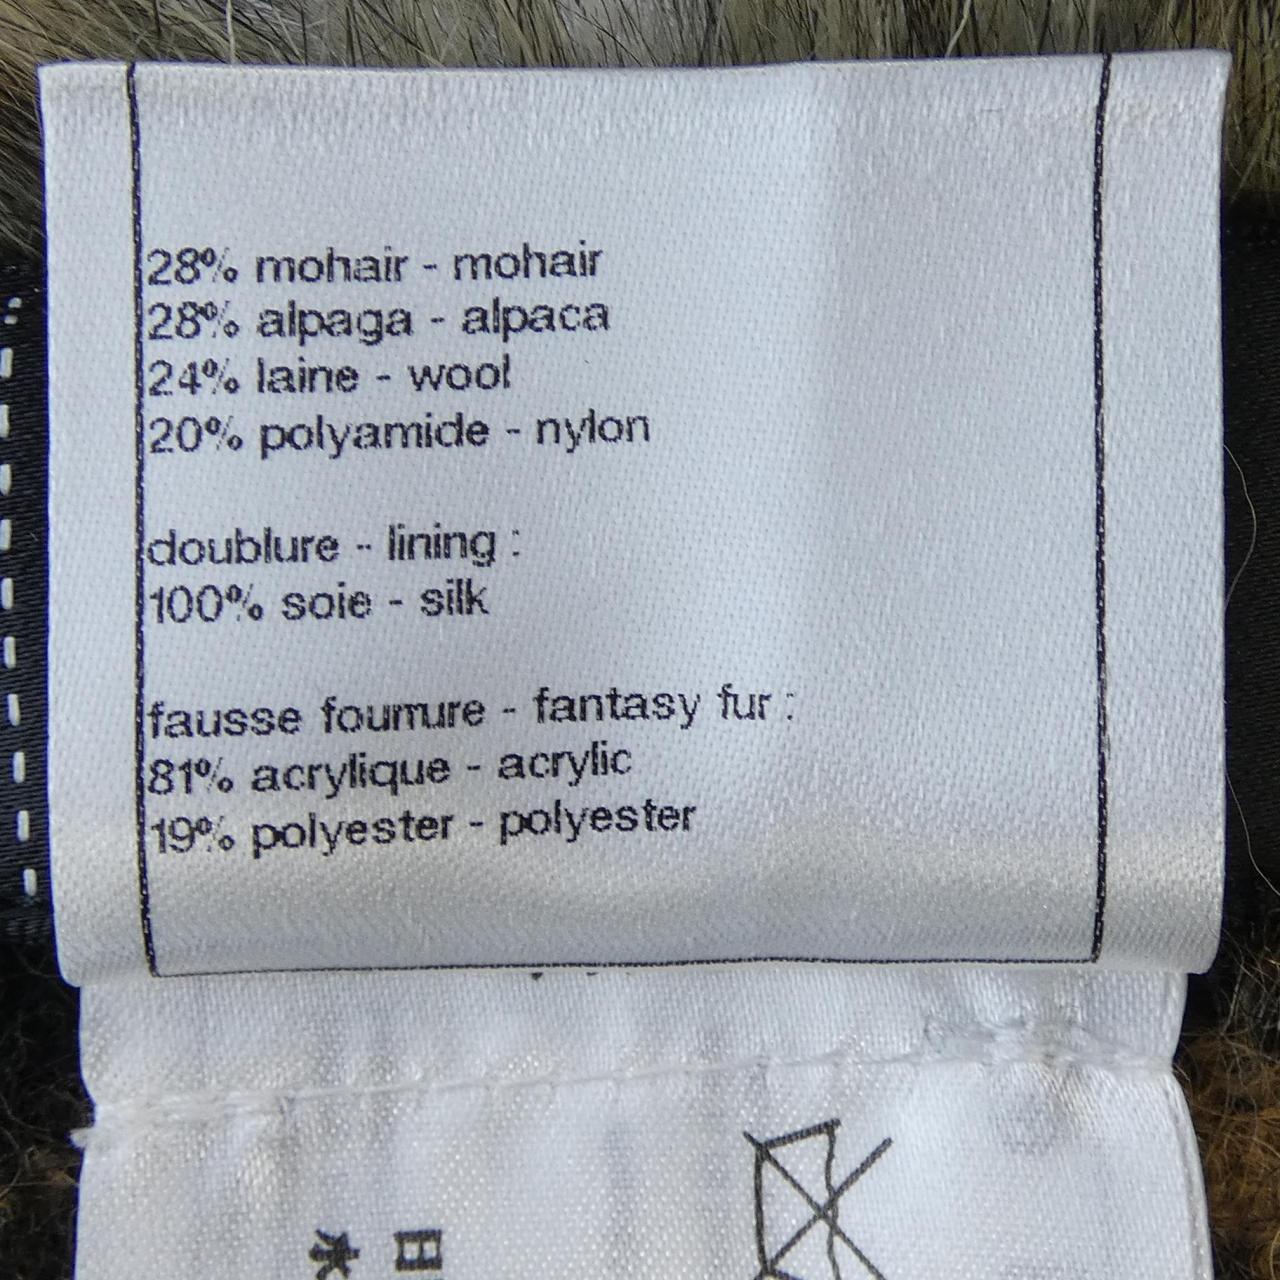 28% mohair - mohair
28% alpaga - alpaca
24% laine - wool
20% polyamide - nylon
doublure - lining :
100% soie - silk
fausse fourrure - fantasy fur :
81% acrylique - acrylic
19% polyester - polyester